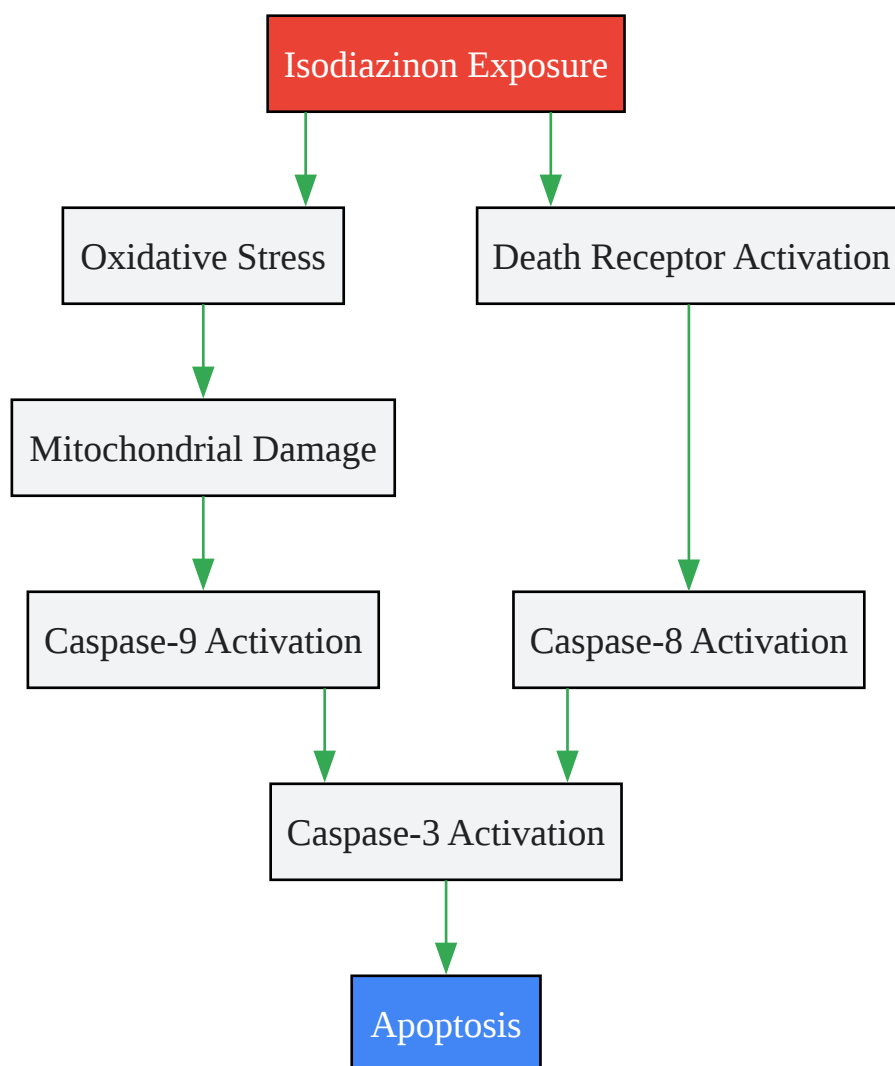 Isodiazinon Exposure
Oxidative Stress
Death Receptor Activation
Mitochondrial Damage
Caspase-9 Activation
Caspase-8 Activation
Caspase-3 Activation
Apoptosis